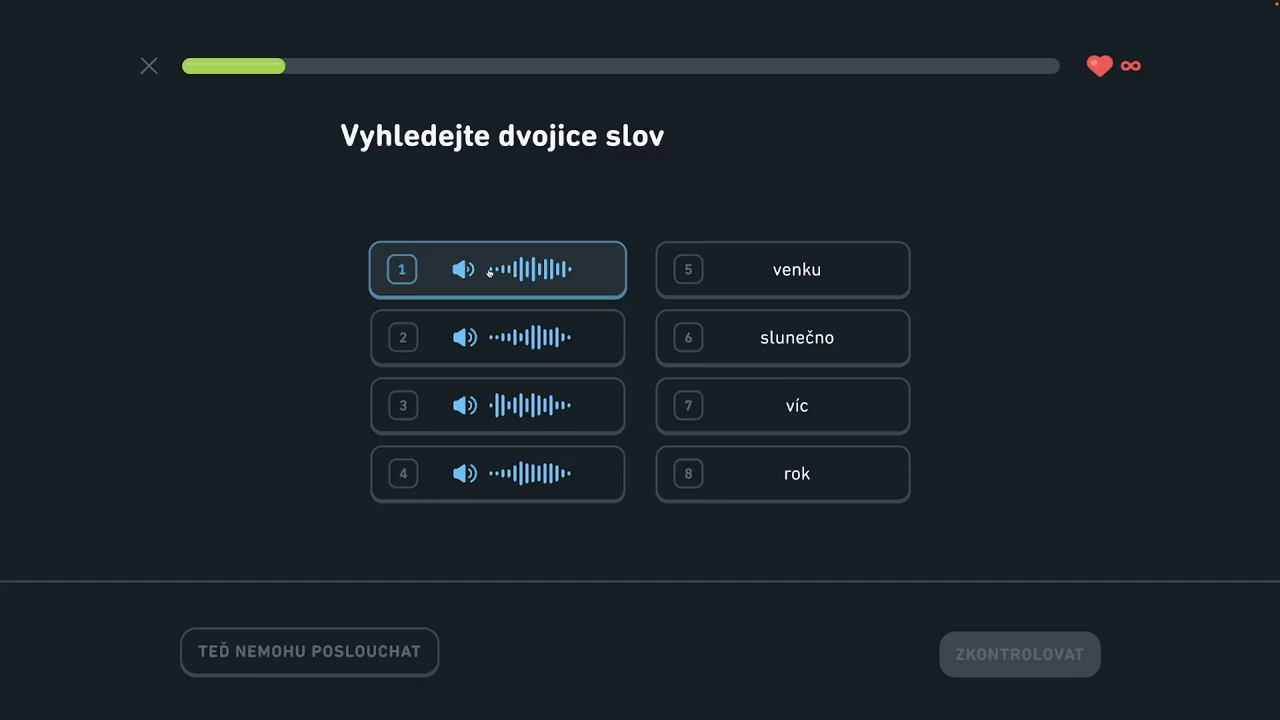 Vyhledejte dvojice slov
1
5 venku
2
6 slunečno
3
7 víc
4
8 rok
TEĎ NEMOHU POSLOUCHAT
ZKONTROLOVAT